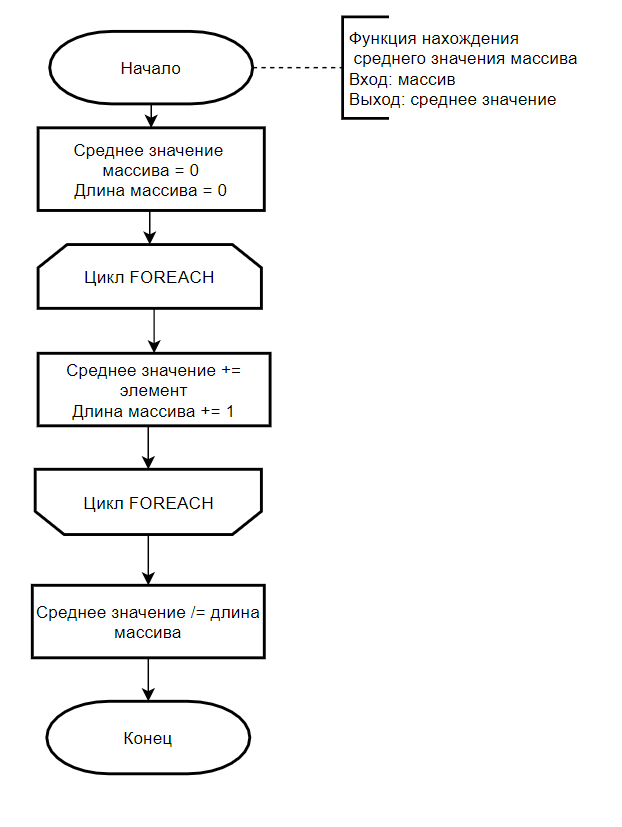 Начало
Функция нахождения
среднего значения массива
Вход: массив
Выход: среднее значение
Среднее значение
массива = 0
Длина массива = 0
Цикл FOREACH
Среднее значение +=
элемент
Длина массива += 1
Цикл FOREACH
Среднее значение /= длина
массива
Конец